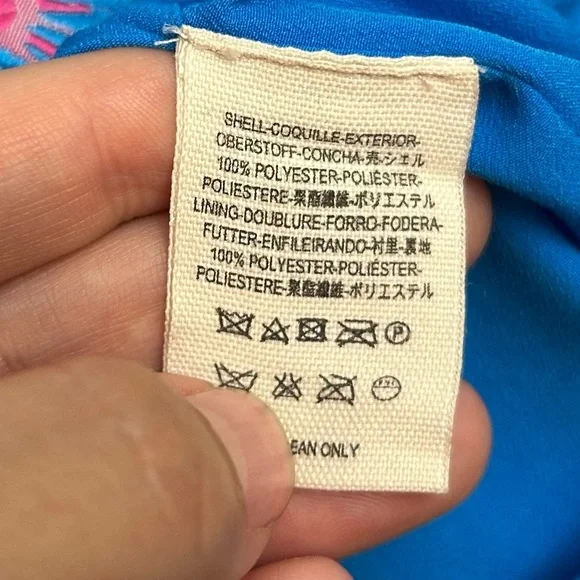 SHELL-COQUILLE-EXTERIOR-
OBERSTOFF-CONCHA-壳-シェル
100% POLYESTER-POLIÉSTER-
POLIESTERE-聚酯纖維-ポリエステル
LINING-DOUBLURE-FORRO-FODERA-
FUTTER-ENFILEIRANDO-衬里-裏地
100% POLYESTER-POLIÉSTER-
POLIESTERE-聚酯纖維-ポリエステル
P
EAN ONLY